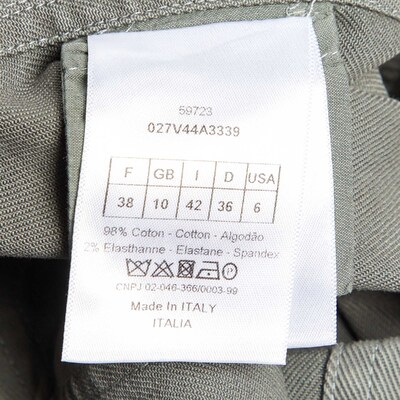 59723
027V44A3339
F GB I D USA
38 10 42 36 6
98% Coton - Cotton - Algodão
2% Elasthanne - Elastane - Spandex
CNPJ 02-046-366/0003-99
Made In ITALY
ITALIA